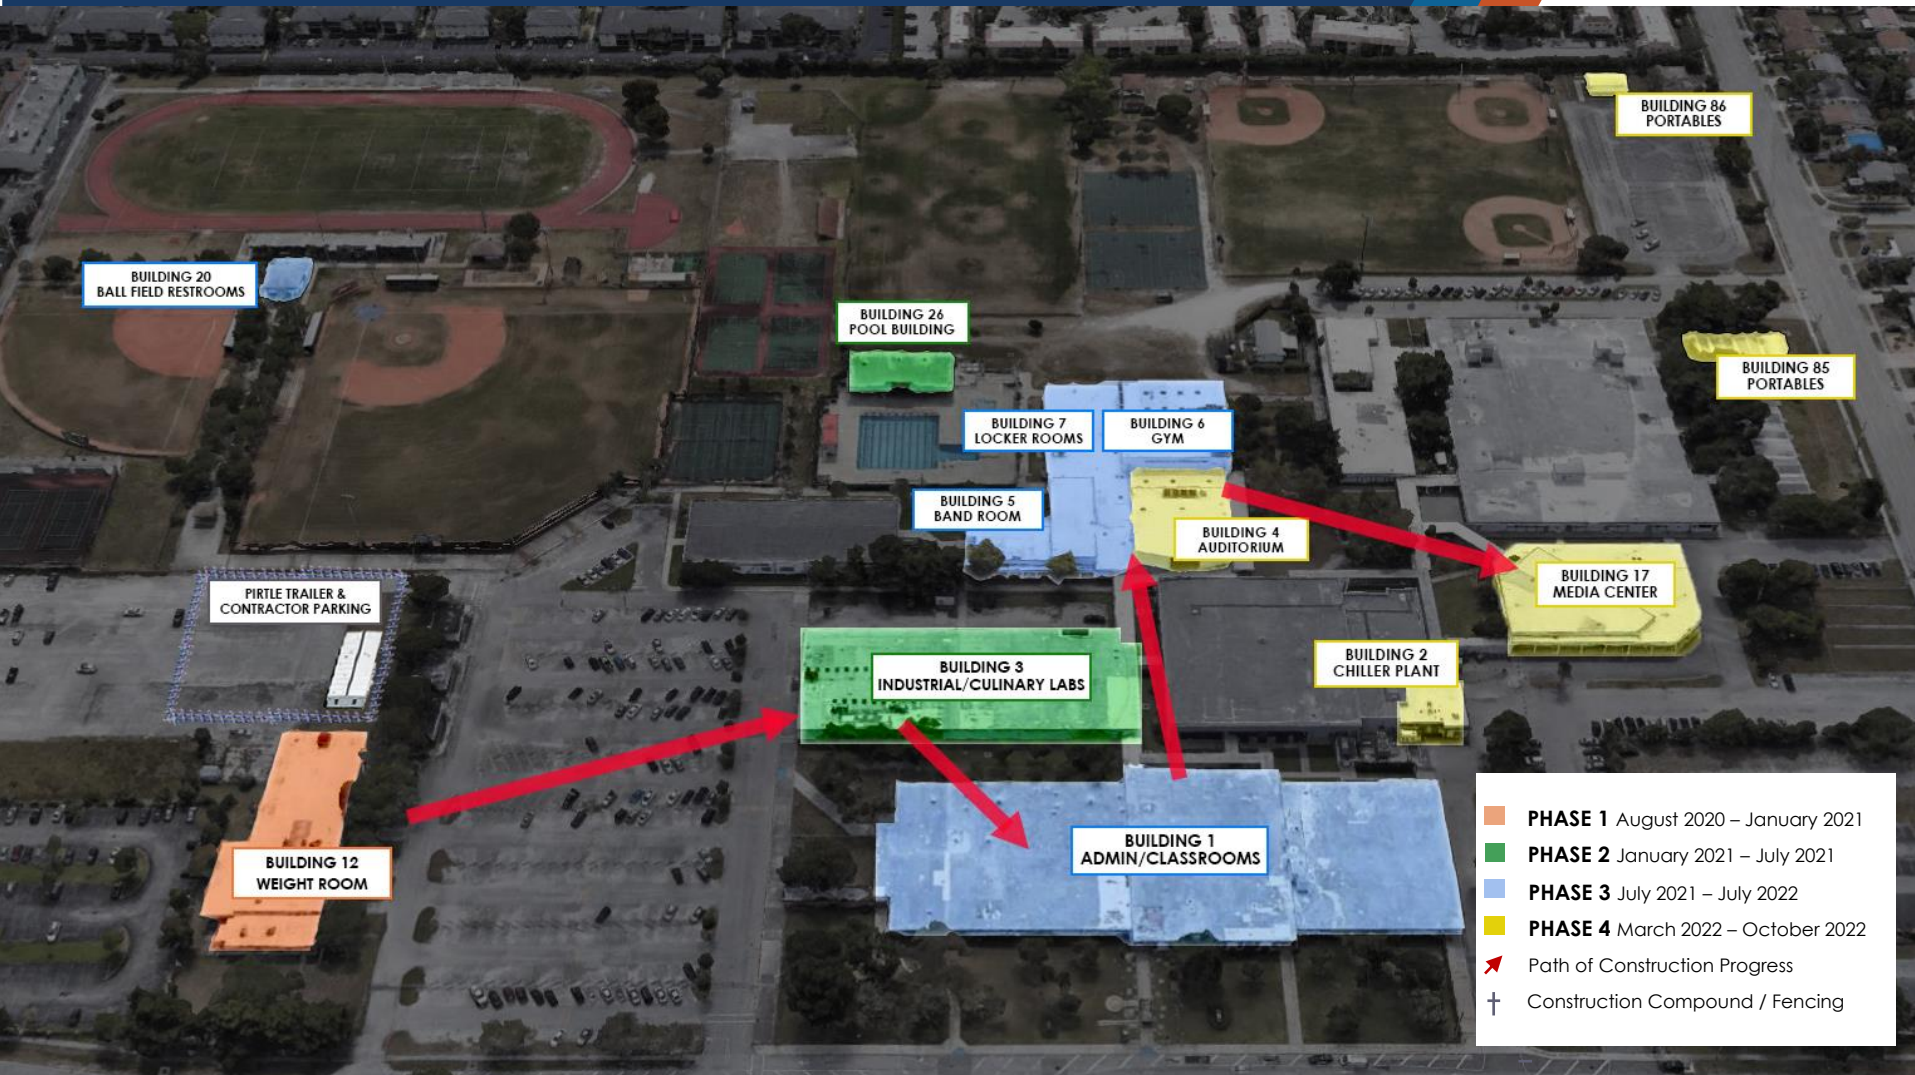 BUILDING 86
PORTABLES
BUILDING 20
BALL FIELD RESTROOMS
BUILDING 26
POOL BUILDING
BUILDING 85
PORTABLES
BUILDING 7
LOCKER ROOMS
BUILDING 6
GYM
BUILDING 5
BAND ROOM
BUILDING 4
AUDITORIUM
BUILDING 17
MEDIA CENTER
PIRTLE TRAILER &
CONTRACTOR PARKING
BUILDING 3
INDUSTRIAL/CULINARY LABS
BUILDING 2
CHILLER PLANT
BUILDING 1
ADMIN/CLASSROOMS
BUILDING 12
WEIGHT ROOM
PHASE 1 August 2020 – January 2021
PHASE 2 January 2021 – July 2021
PHASE 3 July 2021 – July 2022
PHASE 4 March 2022 – October 2022
Path of Construction Progress
Construction Compound / Fencing